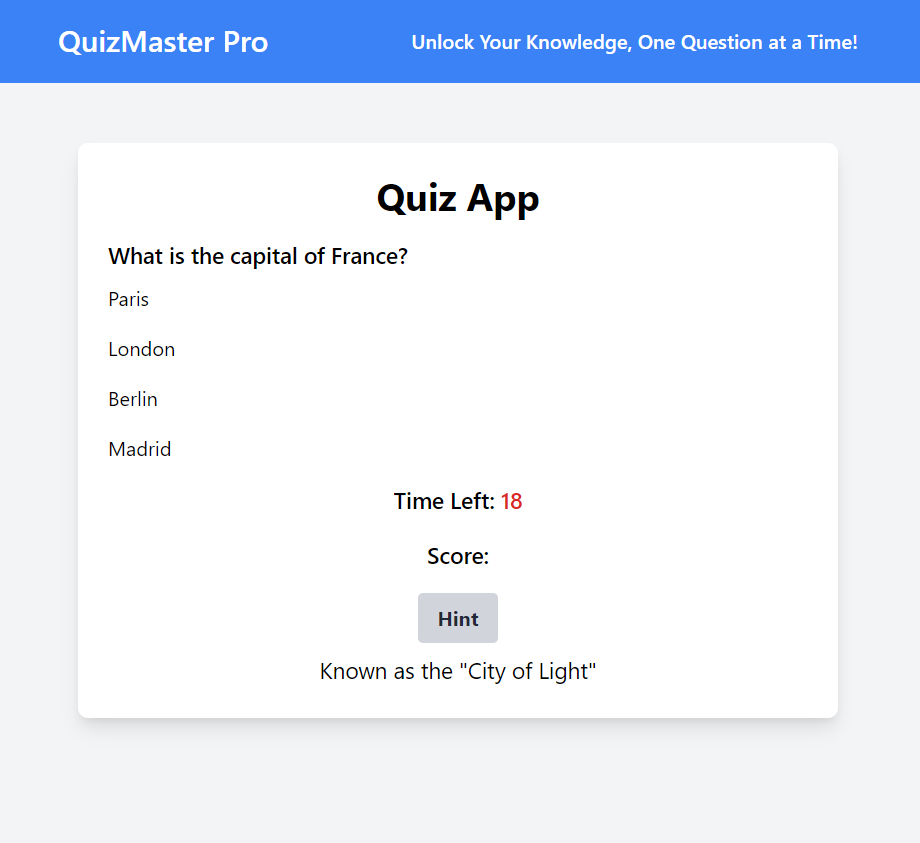 QuizMaster Pro
Unlock Your Knowledge, One Question at a Time!
Quiz App
What is the capital of France?
Paris
London
Berlin
Madrid
Time Left: 18
Score:
Hint
Known as the "City of Light"